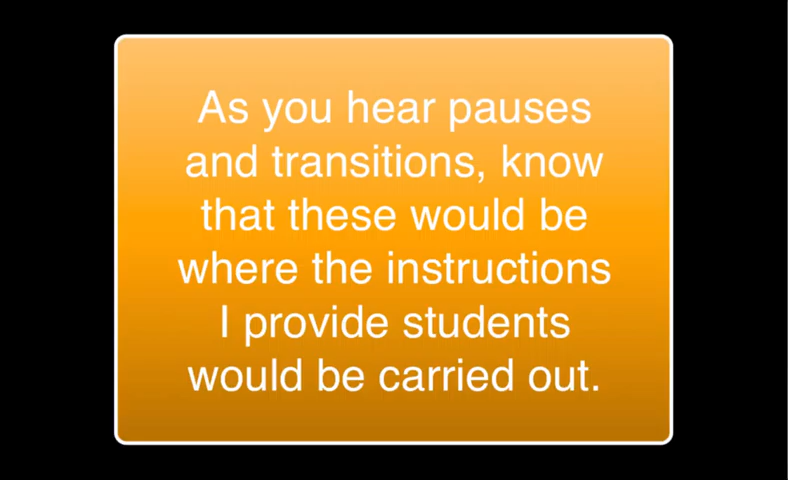 As you hear pauses
and transitions, know
that these would be
where the instructions
I provide students
would be carried out.